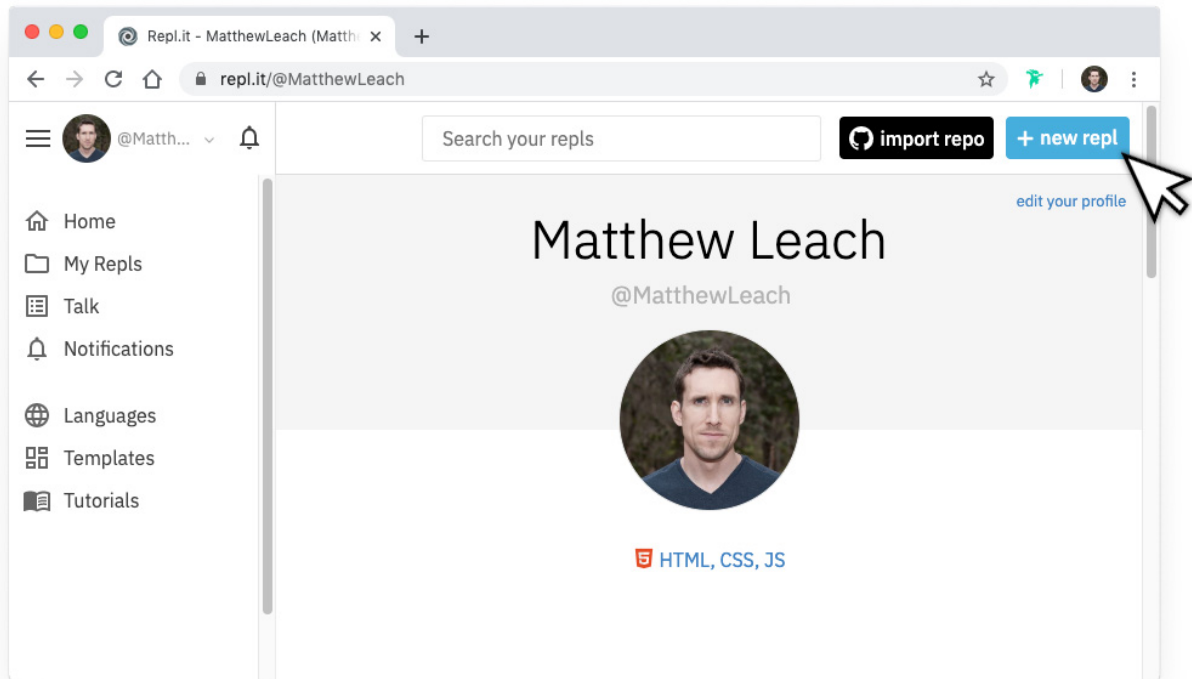 Repl.it - MatthewLeach (Matth
repl.it/@MatthewLeach
@Matth...
Search your repls
import repo
+ new repl
edit your profile
Home
My Repls
Talk
Notifications
Languages
Templates
Tutorials
Matthew Leach
@MatthewLeach
HTML, CSS, JS